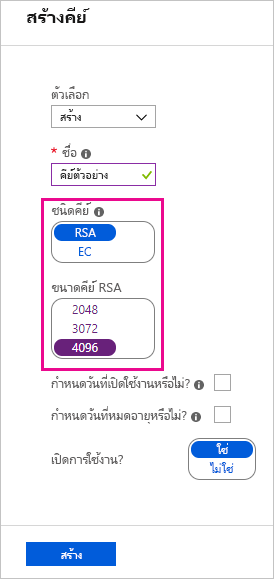 สร้างคีย์
ตัวเลือก
สร้าง
* ชื่อ
คีย์ตัวอย่าง
ชนิดคีย์
RSA
EC
ขนาดคีย์ RSA
2048
3072
4096
กำหนดวันที่เปิดใช้งานหรือไม่?
กำหนดวันที่หมดอายุหรือไม่?
เปิดการใช้งาน?
ใช่
ไม่ใช่
สร้าง